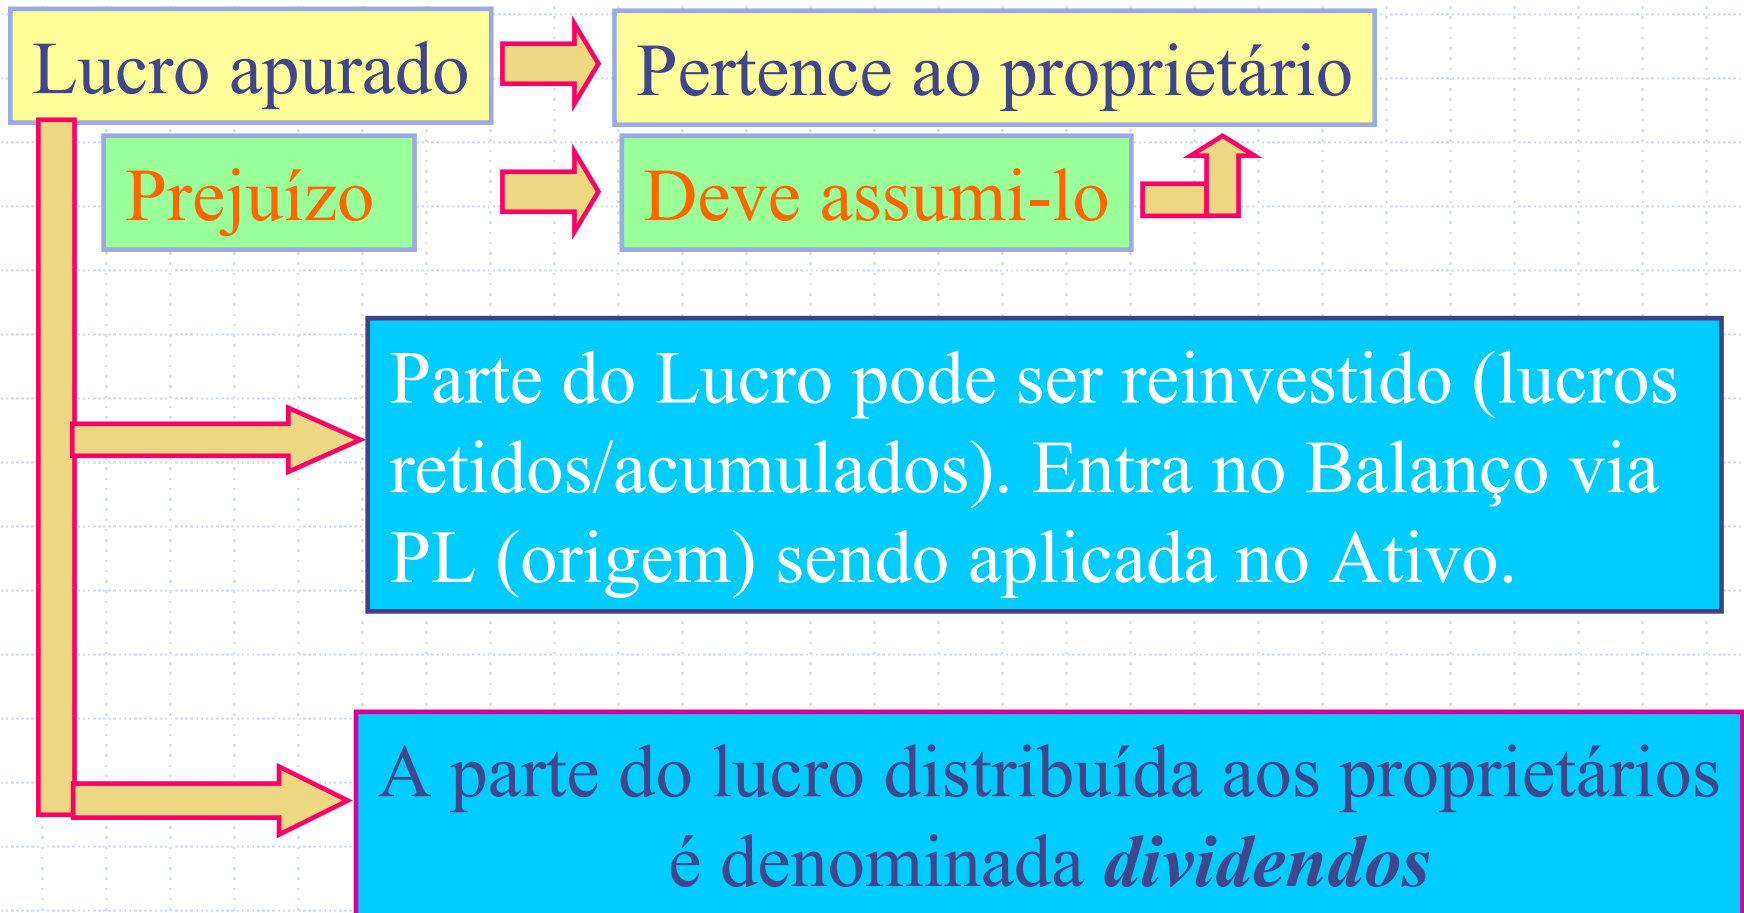 Lucro apurado
Pertence ao proprietário
Prejuízo
Deve assumi-lo
Parte do Lucro pode ser reinvestido (lucros
retidos/acumulados). Entra no Balanço via
PL (origem) sendo aplicada no Ativo.
A parte do lucro distribuída aos proprietários
é denominada dividendos